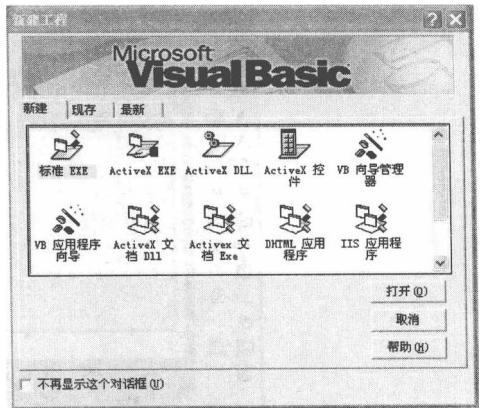 新建工程
Microsoft
Visual Basic
新建 现存 最新
标准 EXE
ActiveX EXE
ActiveX DLL
ActiveX 控
件
VB 向导管理
器
VB 应用程序
向导
ActiveX 文
档 Dll
Activex 文
档 Exe
DHTML 应用
程序
IIS 应用程
序
打开(O)
取消
帮助(H)
不再显示这个对话框(U)